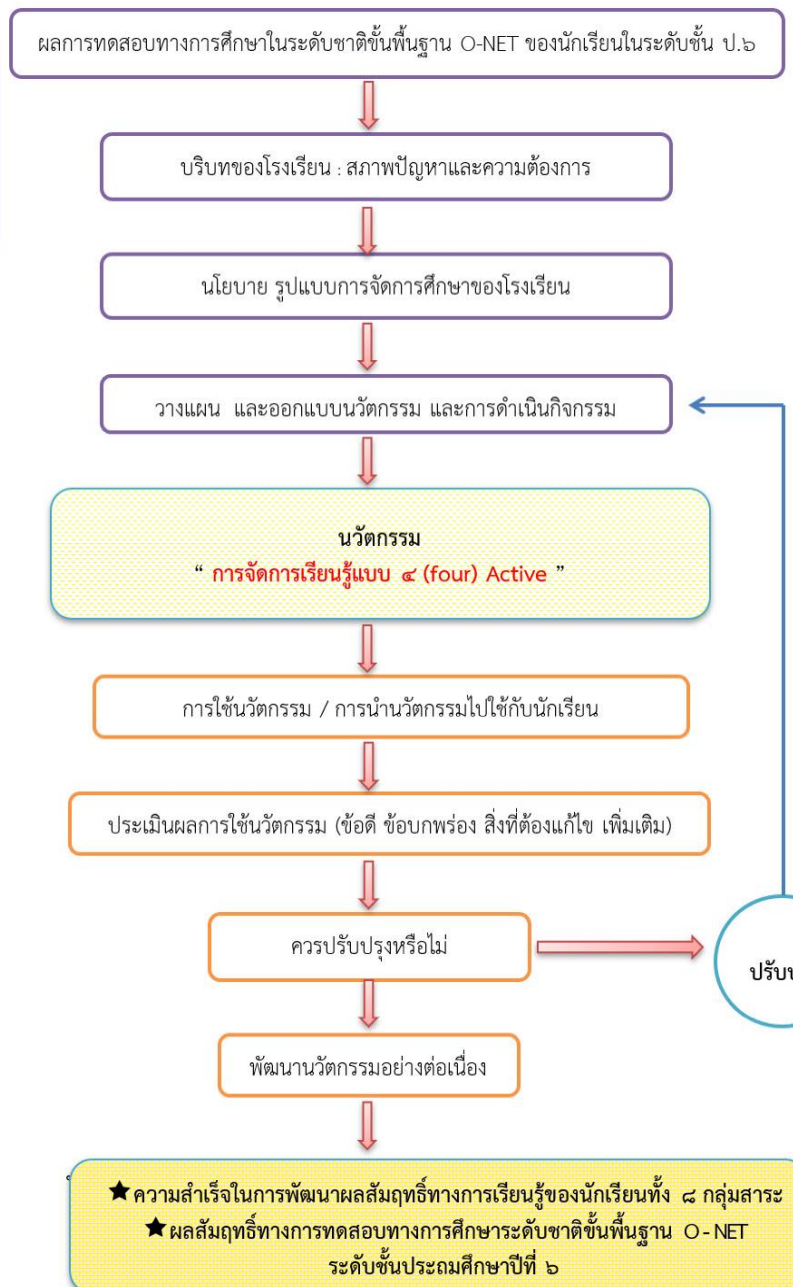 ผลการทดสอบทางการศึกษาในระดับชาติขั้นพื้นฐาน O-NET ของนักเรียนในระดับชั้น ป.๖
บริบทของโรงเรียน : สภาพปัญหาและความต้องการ
นโยบาย รูปแบบการจัดการศึกษาของโรงเรียน
วางแผน และออกแบบนวัตกรรม และการดำเนินกิจกรรม
นวัตกรรม
“ การจัดการเรียนรู้แบบ ๔ (four) Active ”
การใช้นวัตกรรม / การนำนวัตกรรมไปใช้กับนักเรียน
ประเมินผลการใช้นวัตกรรม (ข้อดี ข้อบกพร่อง สิ่งที่ต้องแก้ไข เพิ่มเติม)
ควรปรับปรุงหรือไม่
พัฒนานวัตกรรมอย่างต่อเนื่อง
★ ความสำเร็จในการพัฒนาผลสัมฤทธิ์ทางการเรียนรู้ของนักเรียนทั้ง ๘ กลุ่มสาระ
★ ผลสัมฤทธิ์ทางการทดสอบทางการศึกษาระดับชาติขั้นพื้นฐาน O-NET
ระดับชั้นประถมศึกษาปีที่ ๖